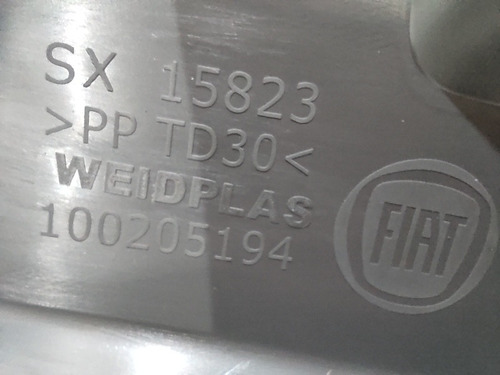 SX 15823
>PP TD30<
WEIDPLAS
100205194
FIAT